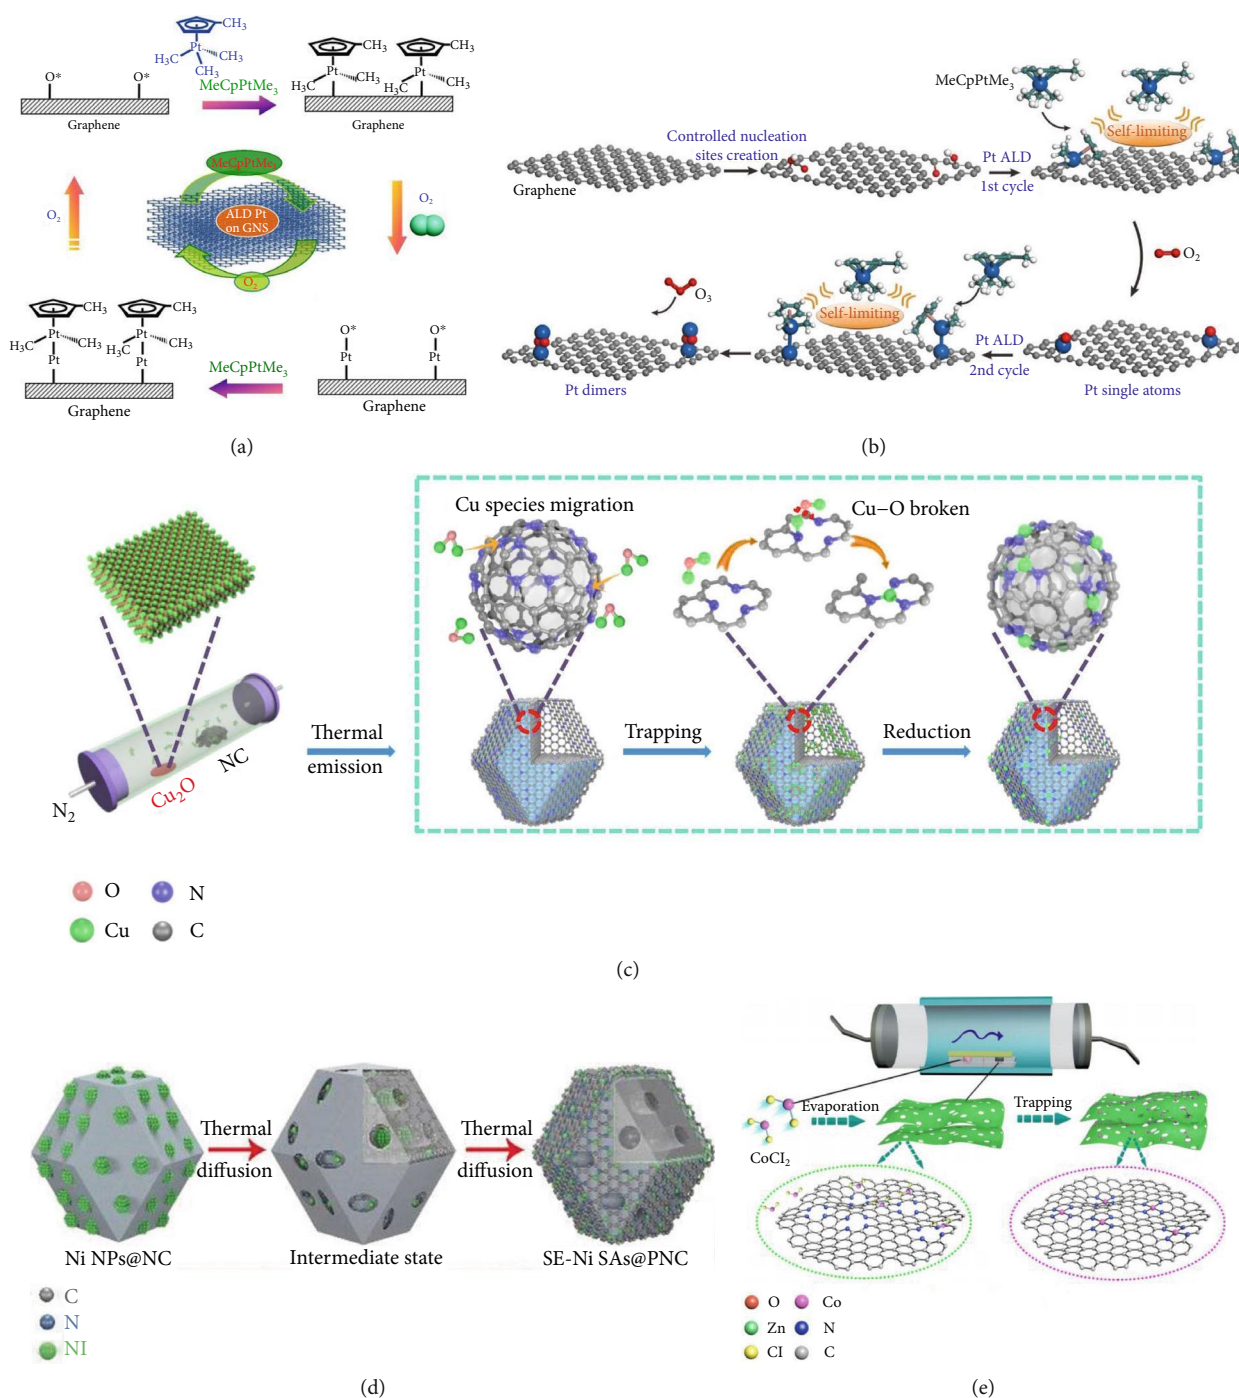 CH₃
Pt
H₃C
CH₃
CH₃
O*
O*
MeCpPtMe₃
Graphene
CH₃
CH₃
Pt
Pt
H₃C
CH₃
H₃C
CH₃
Graphene
MeCpPtMe₃
O₂
ALD Pt
on GNS
O₂
O₂
CH₃
CH₃
Pt
Pt
H₃C
CH₃
H₃C
CH₃
Pt
Pt
Graphene
MeCpPtMe₃
O*
O*
Pt
Pt
Graphene
(a)
MeCpPtMe₃
Self-limiting
Controlled nucleation
sites creation
Graphene
Pt ALD
1st cycle
O₂
O₃
Self-limiting
Pt ALD
2nd cycle
Pt dimers
Pt single atoms
(b)
Cu species migration
Cu–O broken
N₂
Cu₂O
NC
Thermal
emission
Trapping
Reduction
O
N
Cu
C
(c)
Thermal
diffusion
Thermal
diffusion
Ni NPs@NC
Intermediate state
SE-Ni SAs@PNC
C
N
NI
(d)
Evaporation
Trapping
CoCI₂
O
Co
Zn
N
CI
C
(e)